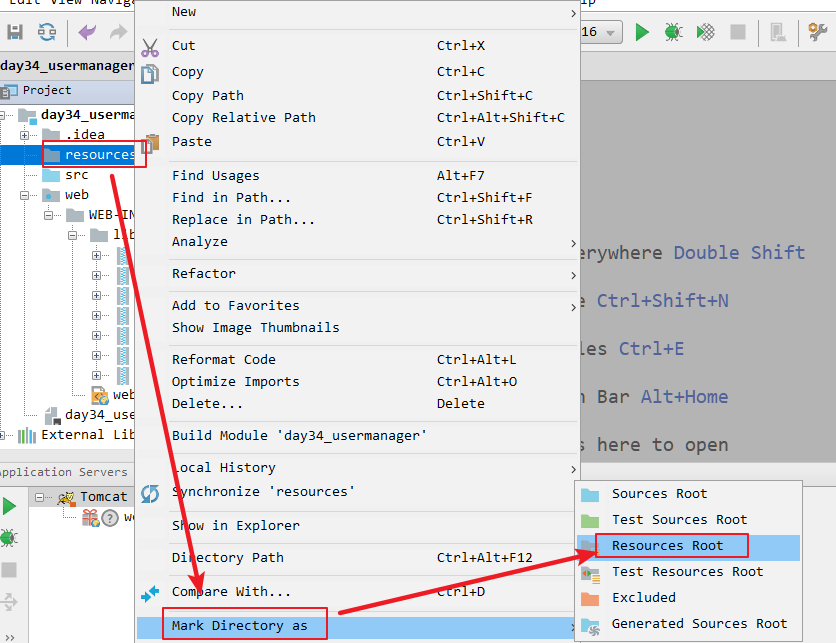 Edit View Naviga
New
16
Cut Ctrl+X
day34_usermanager
Copy Ctrl+C
Project
Copy Path Ctrl+Shift+C
day34_userma
Copy Relative Path Ctrl+Alt+Shift+C
.idea
Paste Ctrl+V
resources
src
Find Usages Alt+F7
web
Find in Path... Ctrl+Shift+F
WEB-IN
Replace in Path... Ctrl+Shift+R
lib
Analyze
erywhere Double Shift
Refactor
Ctrl+Shift+N
Add to Favorites
Show Image Thumbnails
les Ctrl+E
Reformat Code Ctrl+Alt+L
Optimize Imports Ctrl+Alt+O
web
Delete... Delete
n Bar Alt+Home
day34_use
External Lib
Build Module 'day34_usermanager'
s here to open
Application Servers
Local History
Tomcat
Synchronize 'resources'
Sources Root
we
Test Sources Root
Show in Explorer
Resources Root
Directory Path Ctrl+Alt+F12
Test Resources Root
Compare With... Ctrl+D
Excluded
Mark Directory as
Generated Sources Root